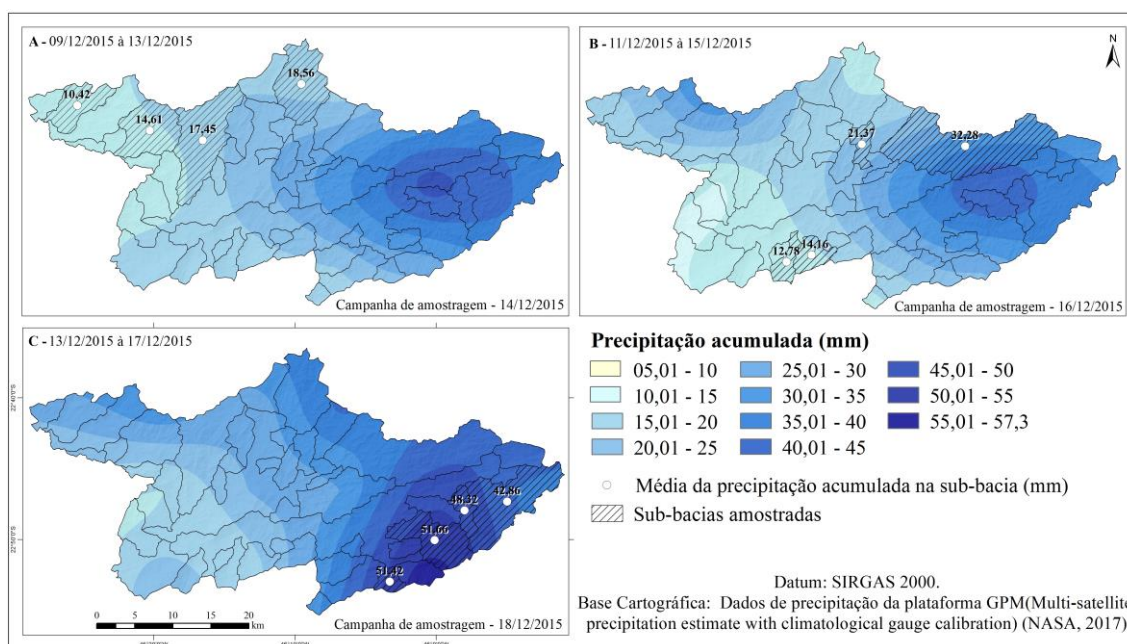 A - 09/12/2015 à 13/12/2015
10,42
14,61
17,45
18,56
Campanha de amostragem - 14/12/2015
B - 11/12/2015 à 15/12/2015
N
21,37
32,28
12,78
14,16
Campanha de amostragem - 16/12/2015
C - 13/12/2015 à 17/12/2015
48,32
42,86
51,66
51,42
0 5 10 15 20
km
Campanha de amostragem - 18/12/2015
22°40'0"S
22°50'0"S
Precipitação acumulada (mm)
05,01 - 10
10,01 - 15
15,01 - 20
20,01 - 25
25,01 - 30
30,01 - 35
35,01 - 40
40,01 - 45
45,01 - 50
50,01 - 55
55,01 - 57,3
Média da precipitação acumulada na sub-bacia (mm)
Sub-bacias amostradas
Datum: SIRGAS 2000.
Base Cartográfica: Dados de precipitação da plataforma GPM(Multi-satellite
precipitation estimate with climatological gauge calibration) (NASA, 2017)